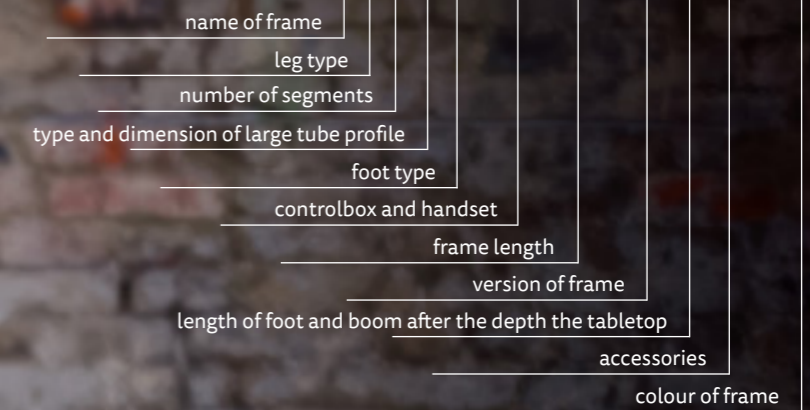 name of frame
leg type
number of segments
type and dimension of large tube profile
foot type
controlbox and handset
frame length
version of frame
length of foot and boom after the depth the tabletop
accessories
colour of frame